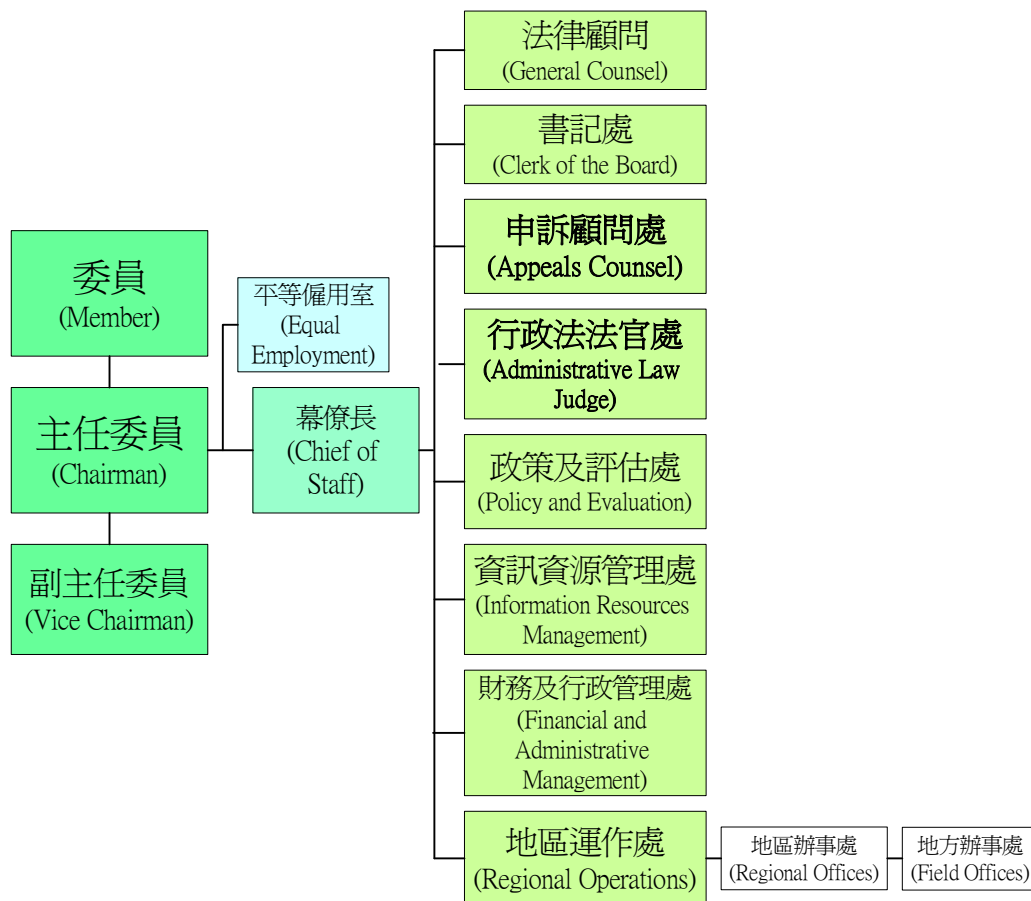 委員
(Member)
主任委員
(Chairman)
副主任委員
(Vice Chairman)
平等僱用室
(Equal
Employment)
幕僚長
(Chief of
Staff)
法律顧問
(General Counsel)
書記處
(Clerk of the Board)
申訴顧問處
(Appeals Counsel)
行政法法官處
(Administrative Law
Judge)
政策及評估處
(Policy and Evaluation)
資訊資源管理處
(Information Resources
Management)
財務及行政管理處
(Financial and
Administrative
Management)
地區運作處
(Regional Operations)
地區辦事處
(Regional Offices)
地方辦事處
(Field Offices)